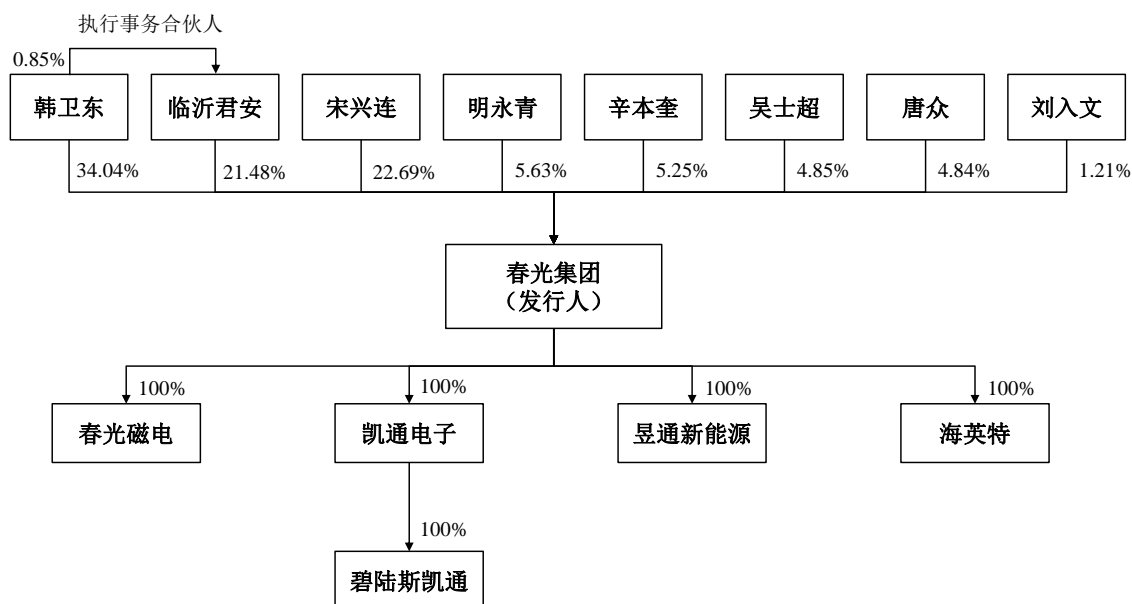 执行事务合伙人
0.85%
韩卫东
临沂君安
宋兴连
明永青
辛本奎
吴士超
唐众
刘入文
34.04%
21.48%
22.69%
5.63%
5.25%
4.85%
4.84%
1.21%
春光集团
（发行人）
100%
100%
100%
100%
春光磁电
凯通电子
昱通新能源
海英特
100%
碧陆斯凯通